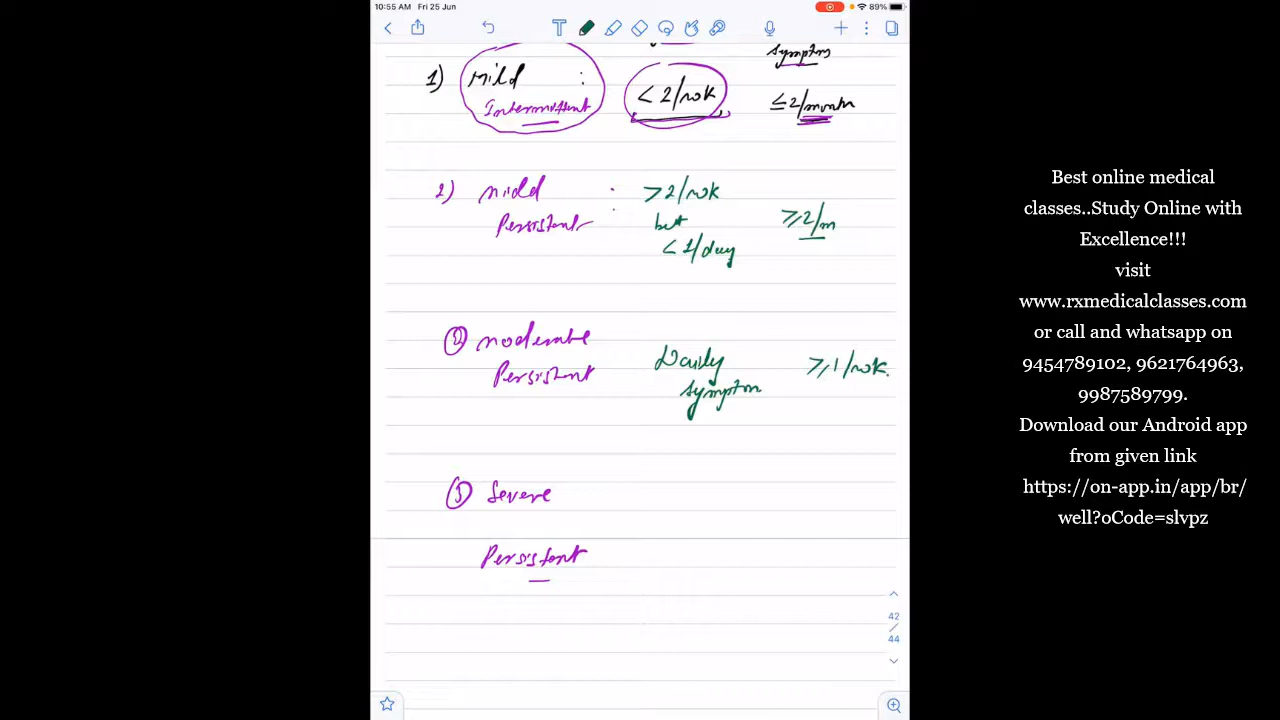 10:55 AM Fri 25 Jun
89%
symptm
1) Mild : < 2/wk ≤2/month
Intermittent
2) mild : >2/wk
Persistent but ≥2/m
< 1/day
② moderate
Persistent Daily ≥1/wk.
symptom
③ Severe
Persistent
42
/
44
Best online medical
classes..Study Online with
Excellence!!!
visit
www.rxmedicalclasses.com
or call and whatsapp on
9454789102, 9621764963,
9987589799.
Download our Android app
from given link
https://on-app.in/app/br/
well?oCode=slvpz